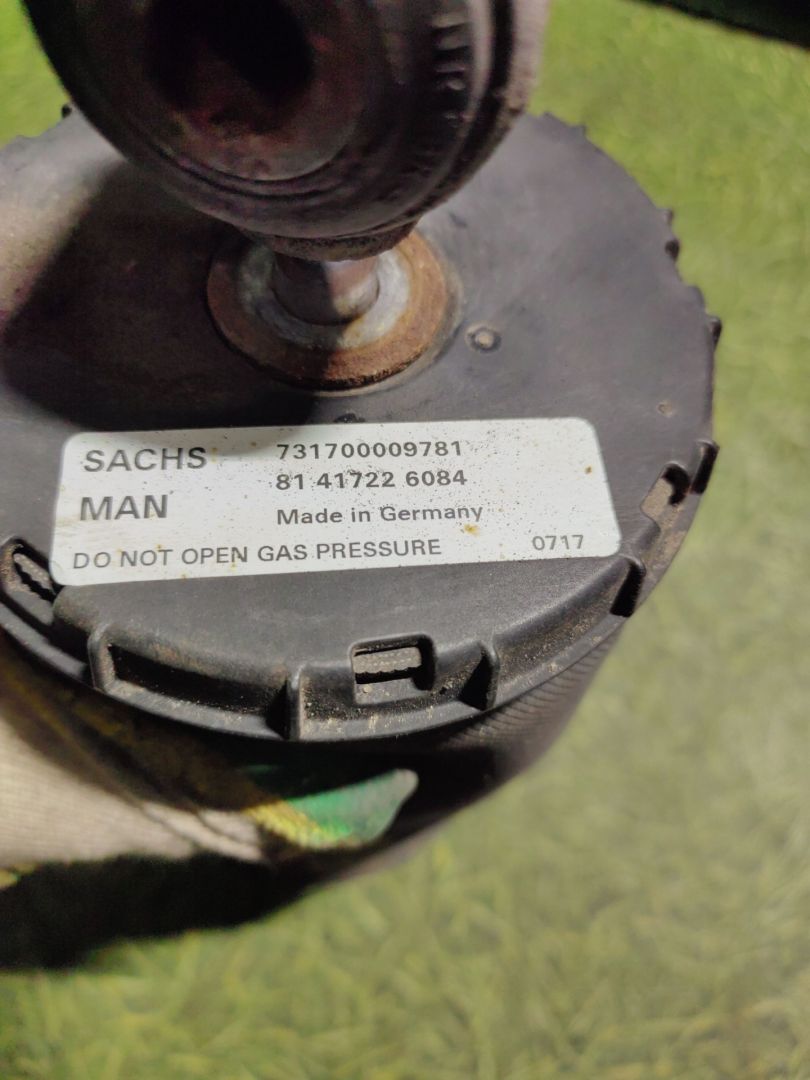 SACHS 731700009781
81 41722 6084
MAN Made in Germany
DO NOT OPEN GAS PRESSURE 0717